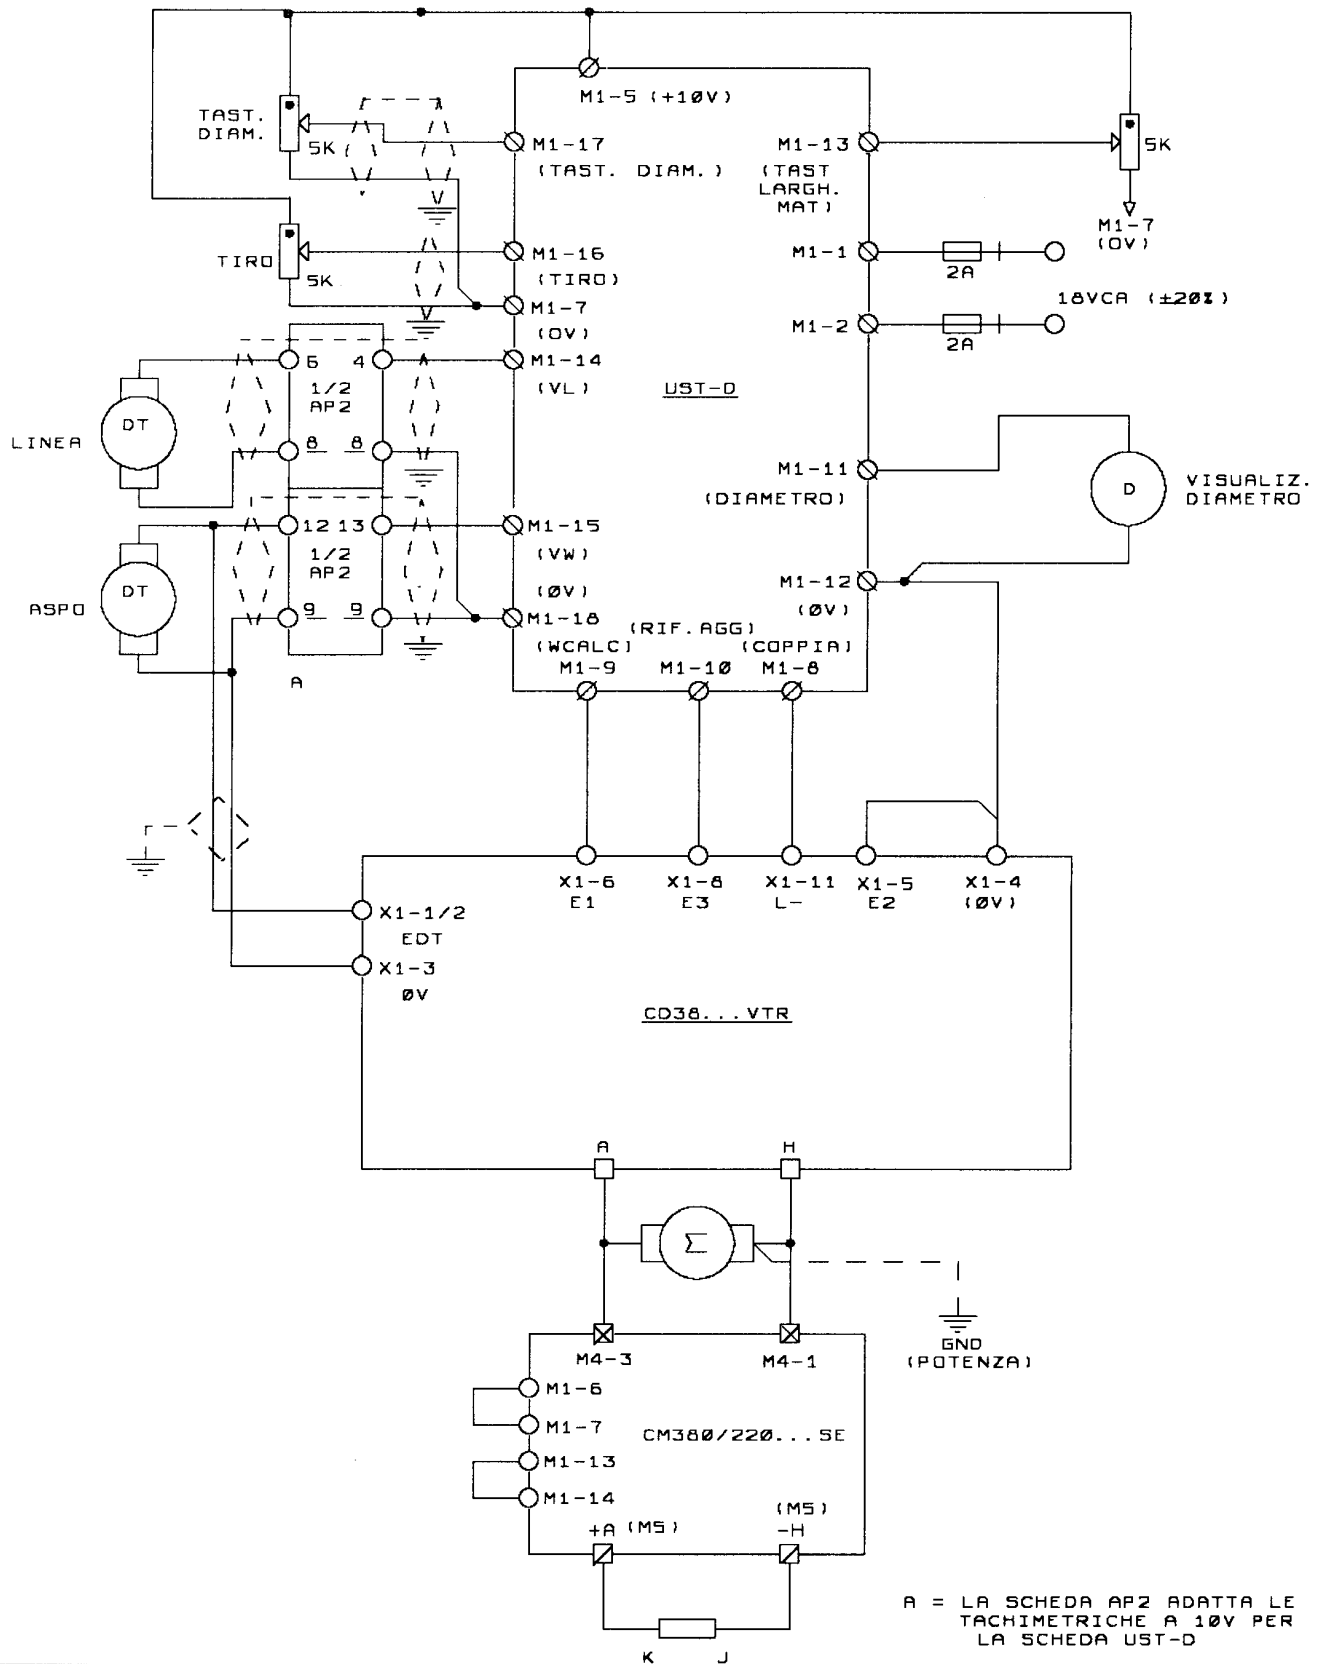 M1-5 (+10V)
TAST.
DIAM.
5K
M1-17
(TAST. DIAM.)
M1-13
(TAST
LARGH.
MAT)
5K
M1-7
(0V)
TIRO
5K
M1-16
(TIRO)
M1-7
(0V)
M1-1
2A
18VCA (±20%)
M1-2
2A
LINEA
DT
6 4
1/2
AP2
8 8
M1-14
(VL)
UST-D
M1-11
(DIAMETRO)
D
VISUALIZ.
DIAMETRO
ASPO
DT
12 13
1/2
AP2
9 9
A
M1-15
(VW)
(ØV)
M1-18
M1-12
(ØV)
(WCALC)
M1-9
(RIF.AGG)
M1-10
(COPPIA)
M1-8
X1-6
E1
X1-8
E3
X1-11
L-
X1-5
E2
X1-4
(ØV)
X1-1/2
EDT
X1-3
ØV
CD38...VTR
A
H
Σ
GND
(POTENZA)
M4-3
M4-1
M1-6
M1-7
M1-13
M1-14
CM38Ø/22Ø...SE
+A (M5)
(M5)
-H
K J
A = LA SCHEDA AP2 ADATTA LE
TACHIMETRICHE A 1ØV PER
LA SCHEDA UST-D